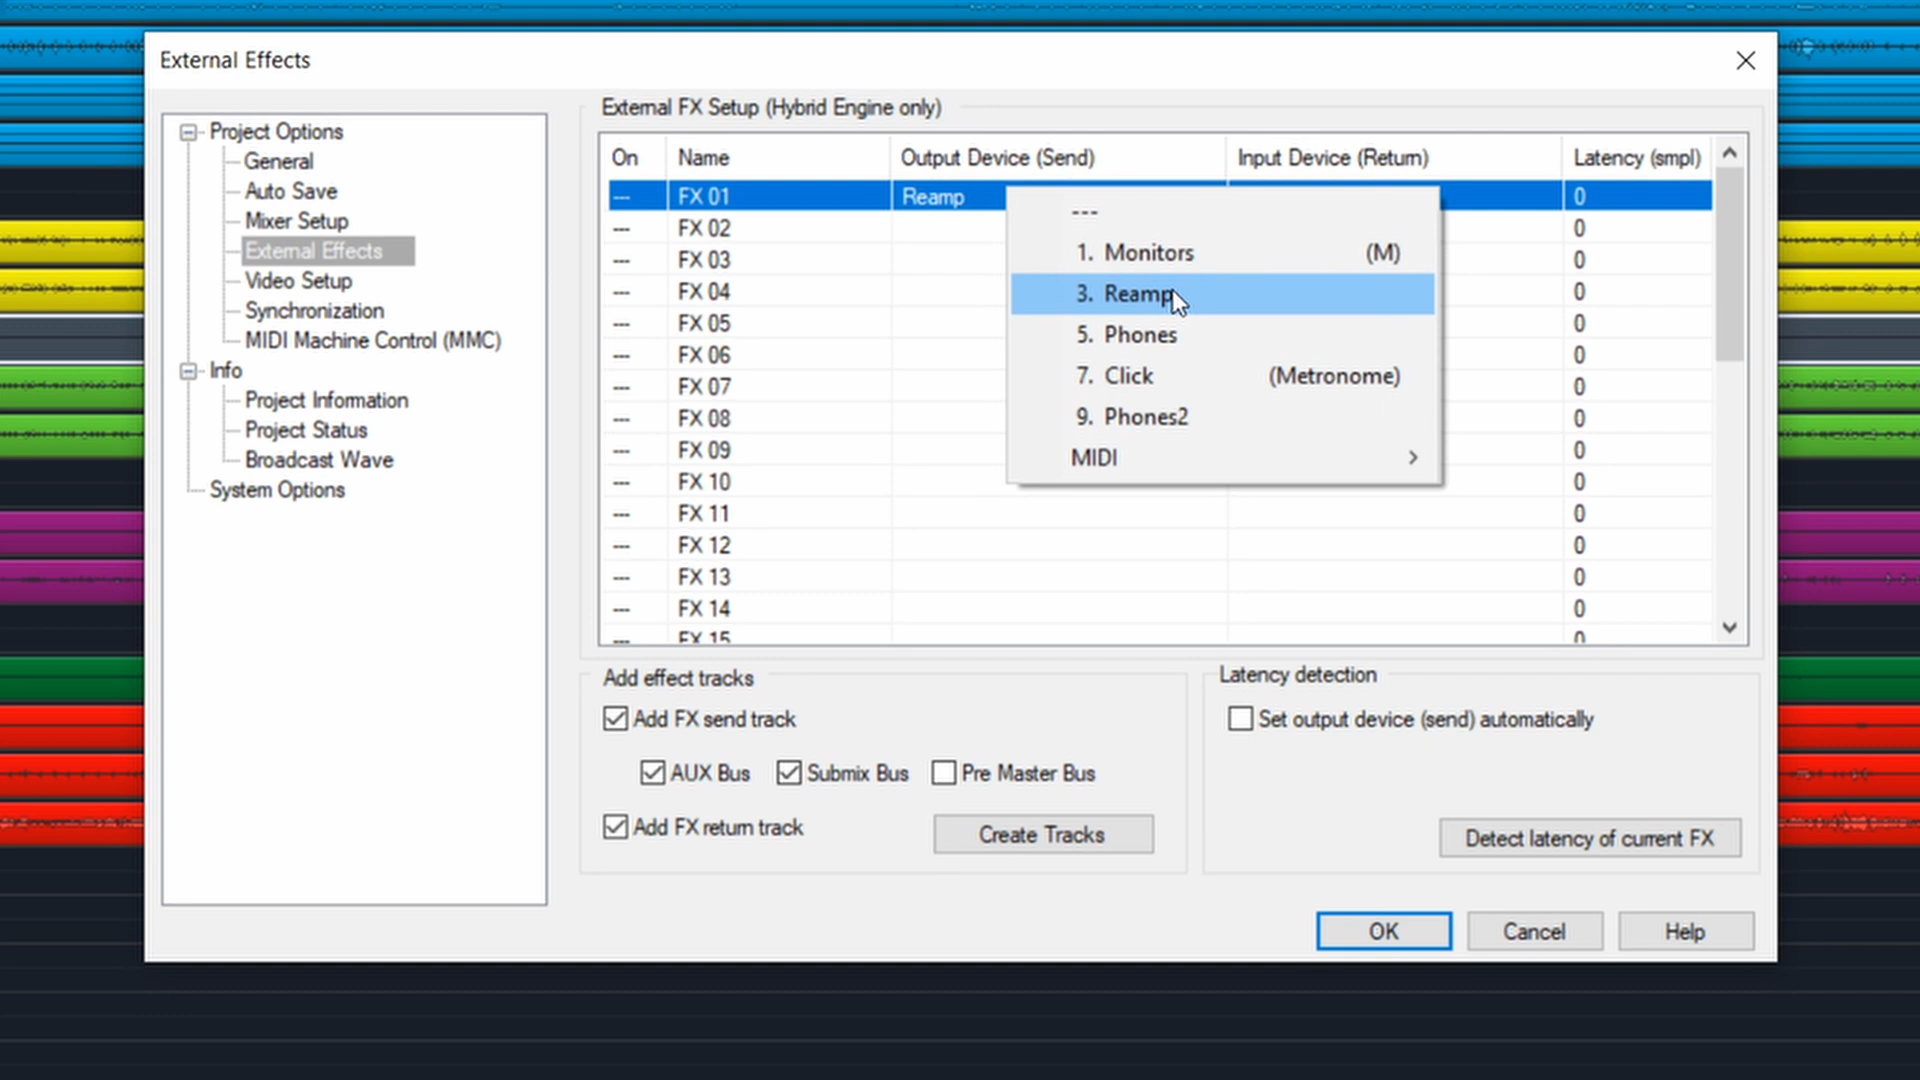 External Effects
Project Options
General
Auto Save
Mixer Setup
External Effects
Video Setup
Synchronization
MIDI Machine Control (MMC)
Info
Project Information
Project Status
Broadcast Wave
System Options
External FX Setup (Hybrid Engine only)
On Name Output Device (Send) Input Device (Return) Latency (smpl)
--- FX 01 Reamp 0
--- FX 02 0
--- FX 03 0
--- FX 04 0
--- FX 05 0
--- FX 06 0
--- FX 07 0
--- FX 08 0
--- FX 09 0
--- FX 10 0
--- FX 11 0
--- FX 12 0
--- FX 13 0
--- FX 14 0
--- FX 15 0
---
1. Monitors (M)
3. Reamp
5. Phones
7. Click (Metronome)
9. Phones2
MIDI
Add effect tracks
Add FX send track
AUX Bus Submix Bus Pre Master Bus
Add FX return track
Create Tracks
Latency detection
Set output device (send) automatically
Detect latency of current FX
OK Cancel Help